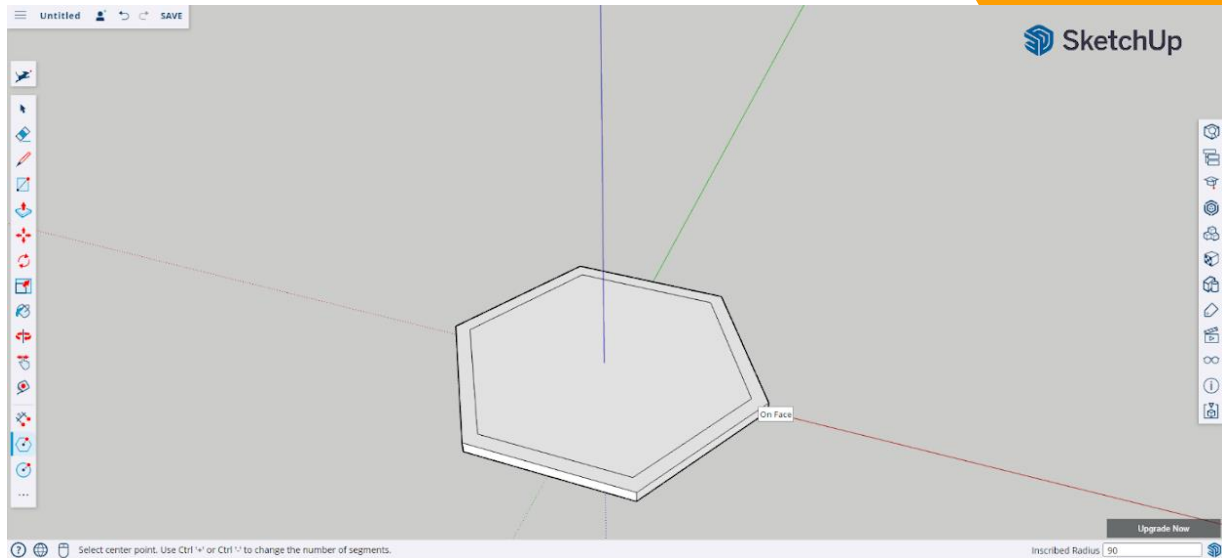 Untitled SAVE
SketchUp
On Face
Upgrade Now
Select center point. Use Ctrl '+' or Ctrl '-' to change the number of segments.
Inscribed Radius 90